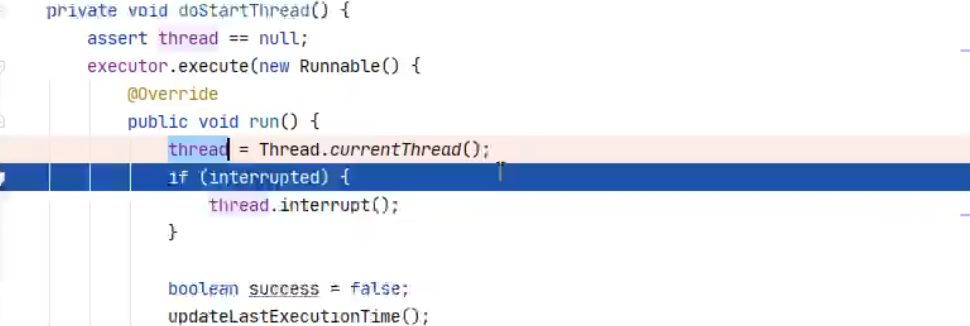 private void doStartThread() {
    assert thread == null;
    executor.execute(new Runnable() {
        @Override
        public void run() {
            thread = Thread.currentThread();
            if (interrupted) {
                thread.interrupt();
            }
            boolean success = false;
            updateLastExecutionTime();